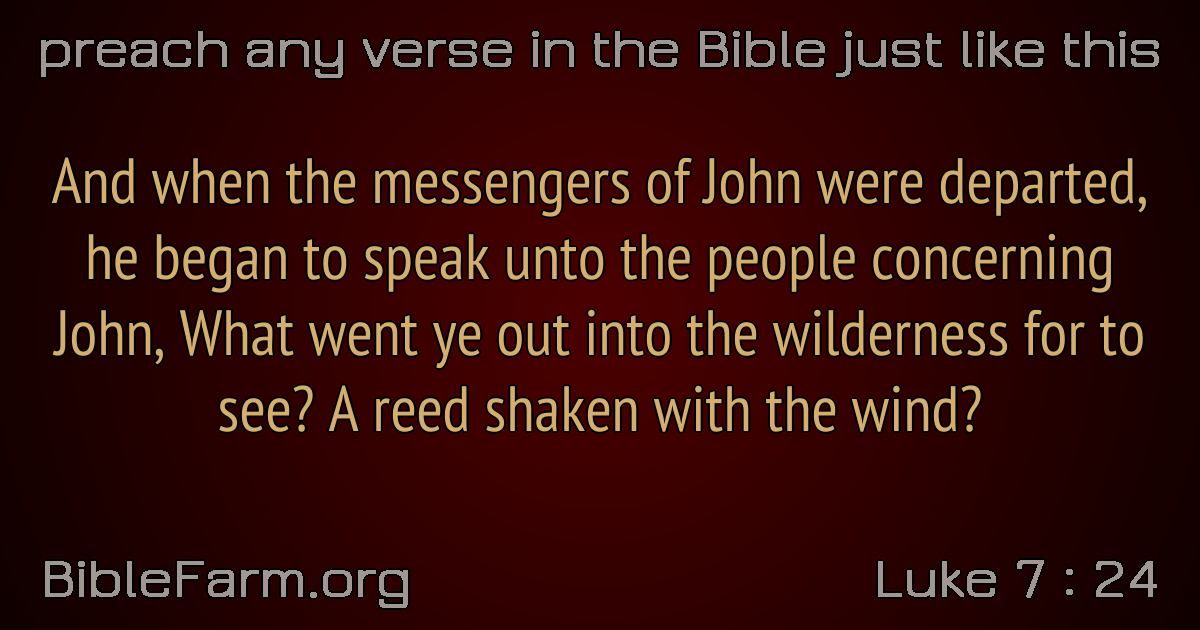 preach any verse in the Bible just like this
And when the messengers of John were departed,
he began to speak unto the people concerning
John, What went ye out into the wilderness for to
see? A reed shaken with the wind?
BibleFarm.org
Luke 7 : 24